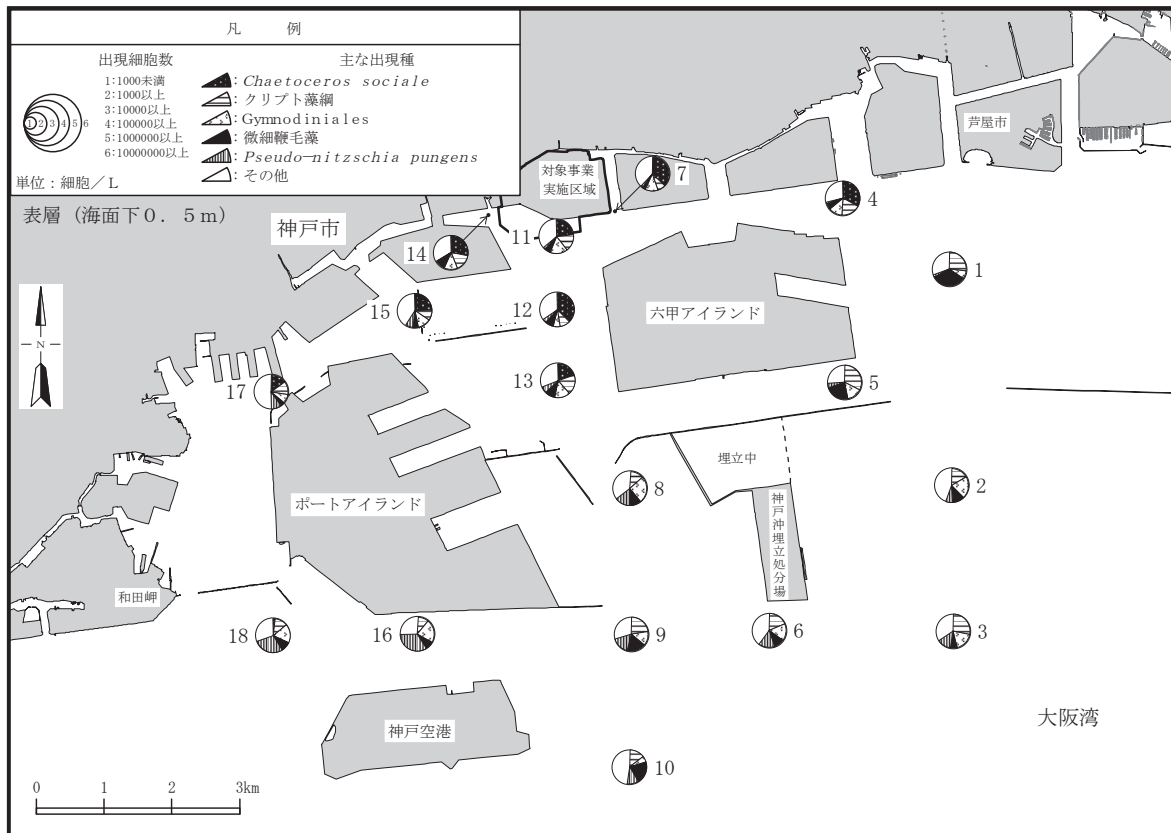 凡　　例
出現細胞数
1:1000未満
2:1000以上
3:10000以上
4:100000以上
5:1000000以上
6:10000000以上
1 2 3 4 5 6
単位：細胞／L
主な出現種
：Chaetoceros sociale
：クリプト藻綱
：Gymnodiniales
：微細鞭毛藻
：Pseudo−nitzschia pungens
：その他
表層（海面下０．５ｍ）
神戸市
対象事業
実施区域
芦屋市
7
4
11
14
1
15
12
六甲アイランド
N
13
5
17
埋立中
8
2
ポートアイランド
神戸沖埋立処分場
和田岬
18
16
9
6
3
大阪湾
神戸空港
10
0 1 2 3km